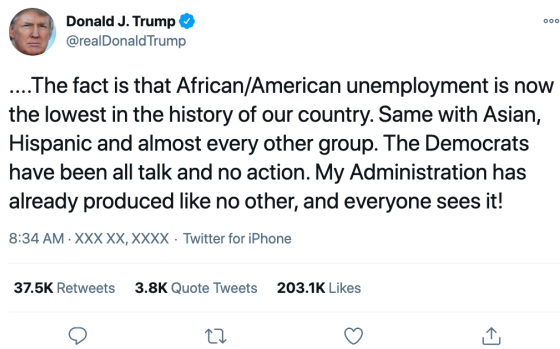 Donald J. Trump
@realDonaldTrump
....The fact is that African/American unemployment is now
the lowest in the history of our country. Same with Asian,
Hispanic and almost every other group. The Democrats
have been all talk and no action. My Administration has
already produced like no other, and everyone sees it!
8:34 AM · XXX XX, XXXX · Twitter for iPhone
37.5K Retweets 3.8K Quote Tweets 203.1K Likes